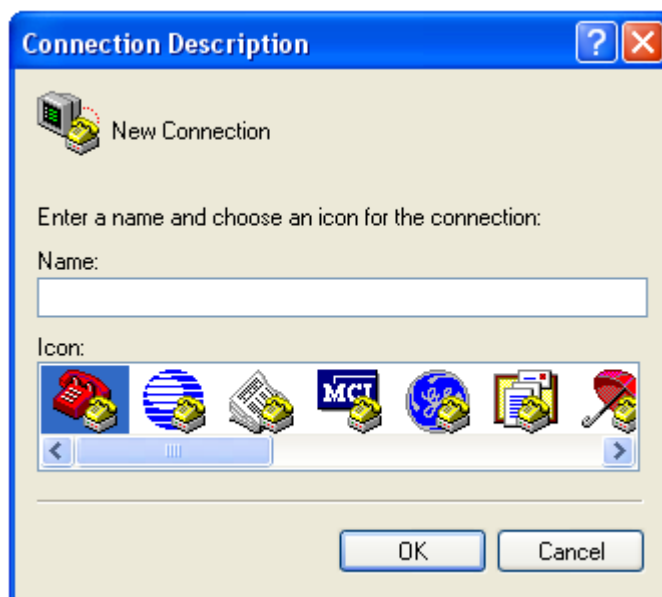 Connection Description
New Connection
Enter a name and choose an icon for the connection:
Name:
Icon:
MCI
OK
Cancel